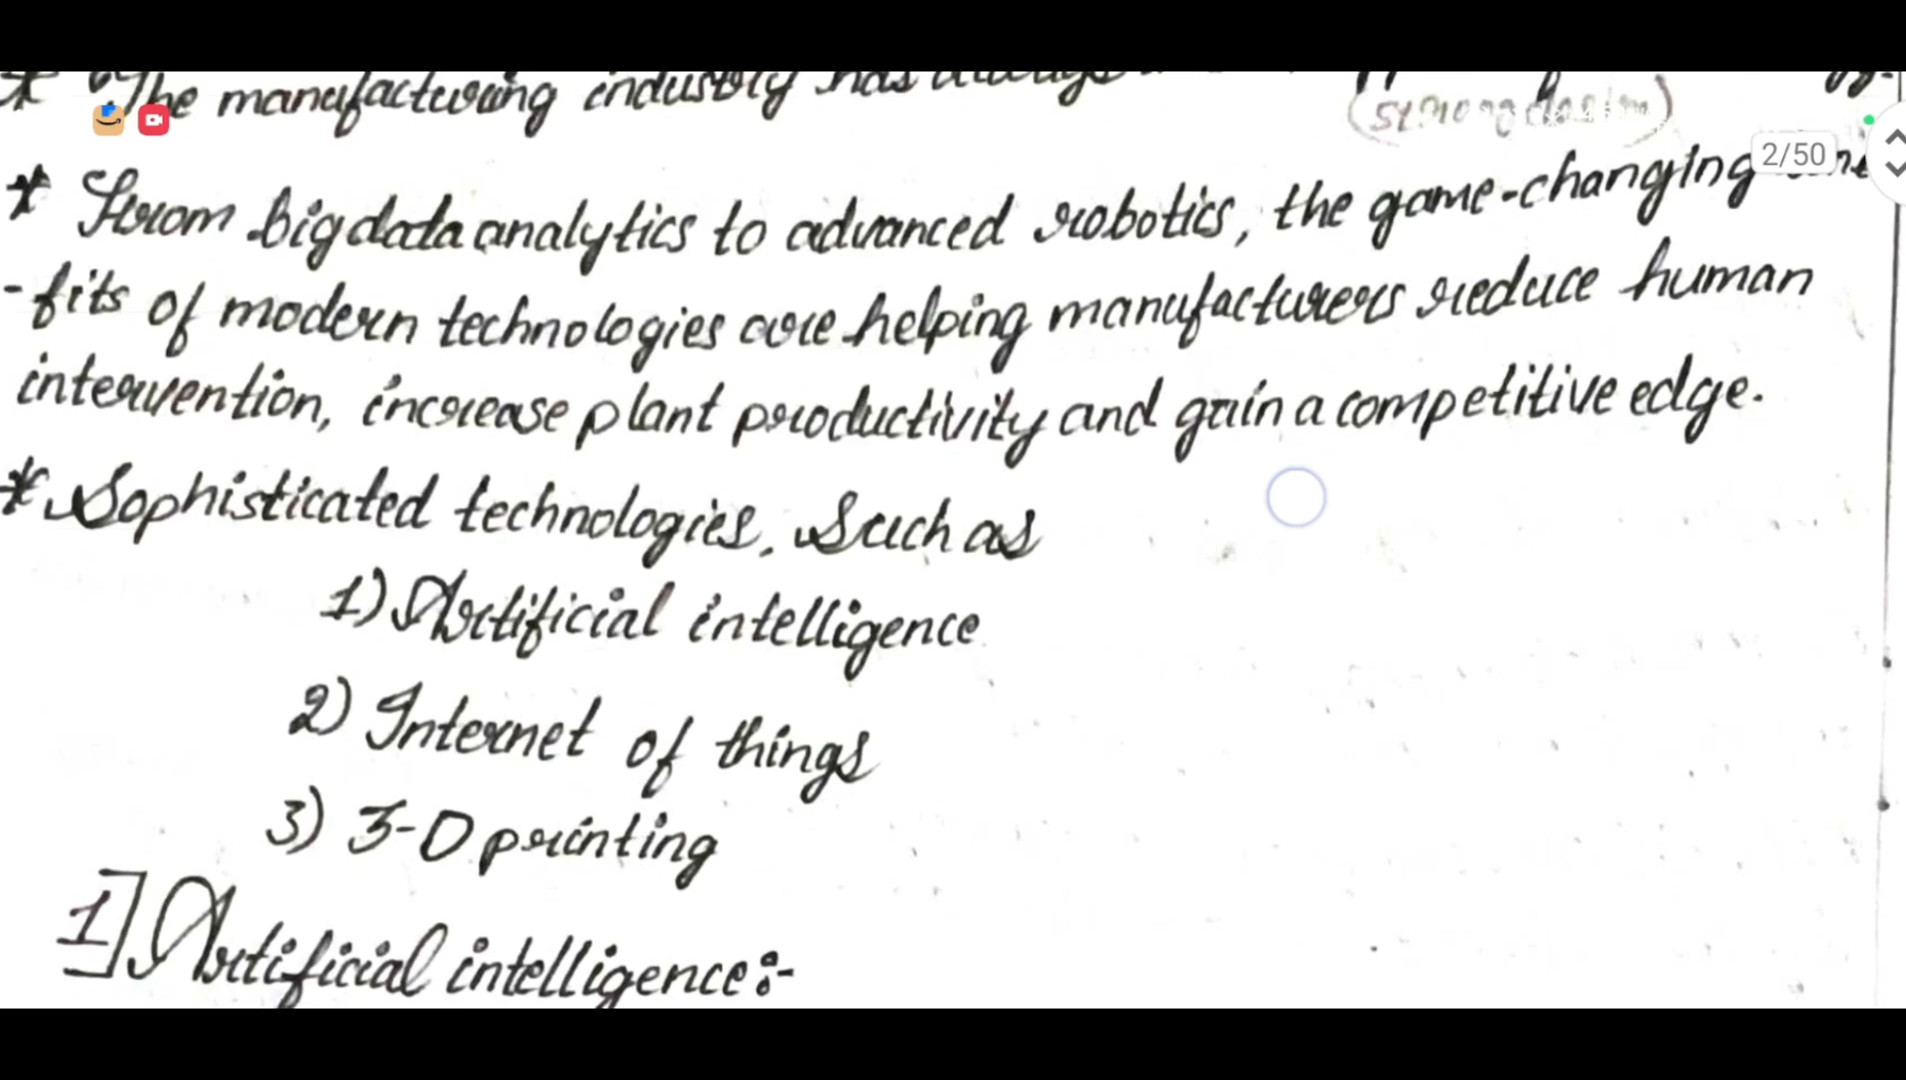 * "The manufacturing industry has always
(strong desire)
2/50
* From big data analytics to advanced robotics, the game-changing
-fits of modern technologies are helping manufacturers reduce human
intervention, increase plant productivity and gain a competitive edge.
* Sophisticated technologies, Such as
1) Artificial intelligence
2) Internet of things
3) 3-D printing
1] Artificial intelligence:-